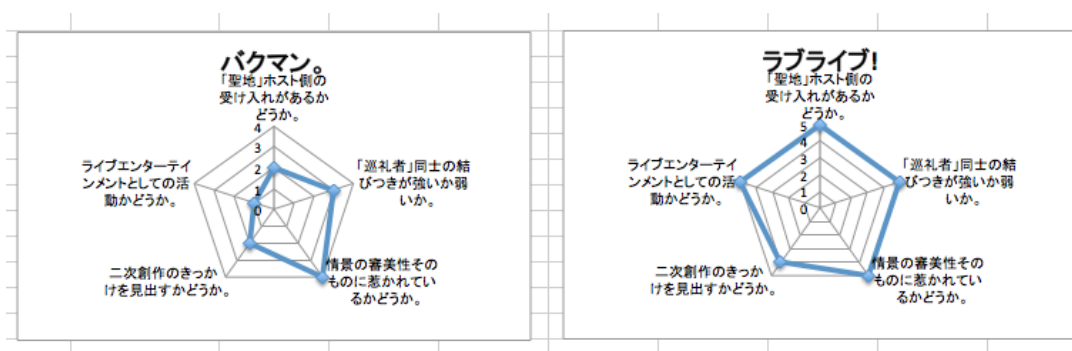 バクマン。
「聖地」ホスト側の
受け入れがあるか
どうか。
4
3
2
1
0
「巡礼者」同士の結
びつきが強いか弱
いか。
情景の審美性その
ものに惹かれてい
るかどうか。
二次創作のきっか
けを見出すかどうか。
ライブエンターテイ
ンメントとしての活
動かどうか。
ラブライブ!
「聖地」ホスト側の
受け入れがあるか
どうか。
5
4
3
2
1
0
「巡礼者」同士の結
びつきが強いか弱
いか。
情景の審美性その
ものに惹かれてい
るかどうか。
二次創作のきっか
けを見出すかどうか。
ライブエンターテイ
ンメントとしての活
動かどうか。